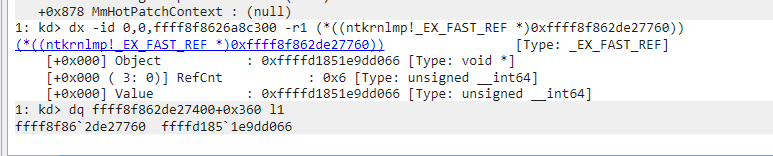 +0x878 MmHotPatchContext : (null)
1: kd> dx -id 0,0,ffff8f8626a8c300 -r1 (*((ntkrnlmp!_EX_FAST_REF *)0xffff8f862de27760))
(*((ntkrnlmp!_EX_FAST_REF *)0xffff8f862de27760)) [Type: _EX_FAST_REF]
[+0x000] Object : 0xffffd1851e9dd066 [Type: void *]
[+0x000 ( 3: 0)] RefCnt : 0x6 [Type: unsigned __int64]
[+0x000] Value : 0xffffd1851e9dd066 [Type: unsigned __int64]
1: kd> dq ffff8f862de27400+0x360 l1
ffff8f86`2de27760 ffffd185`1e9dd066